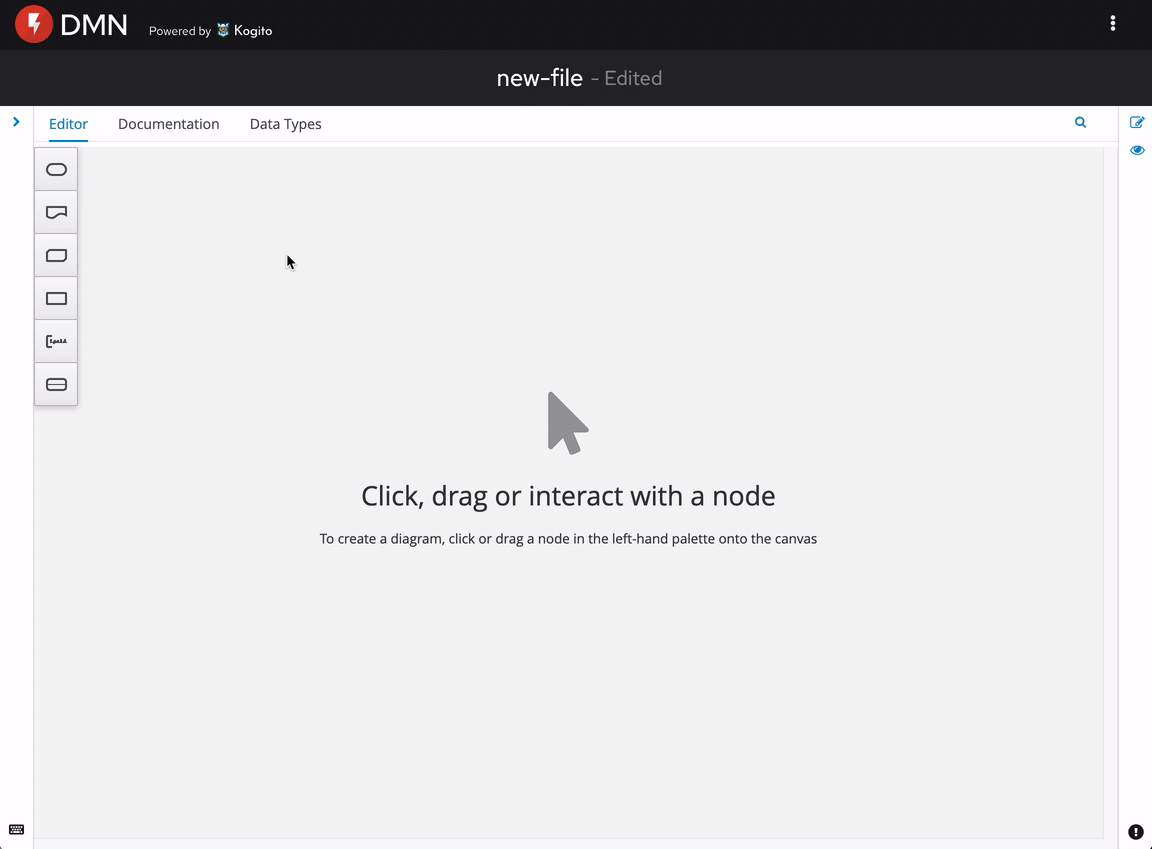 DMN Powered by Kogito
new-file – Edited
Editor Documentation Data Types
Click, drag or interact with a node
To create a diagram, click or drag a node in the left-hand palette onto the canvas